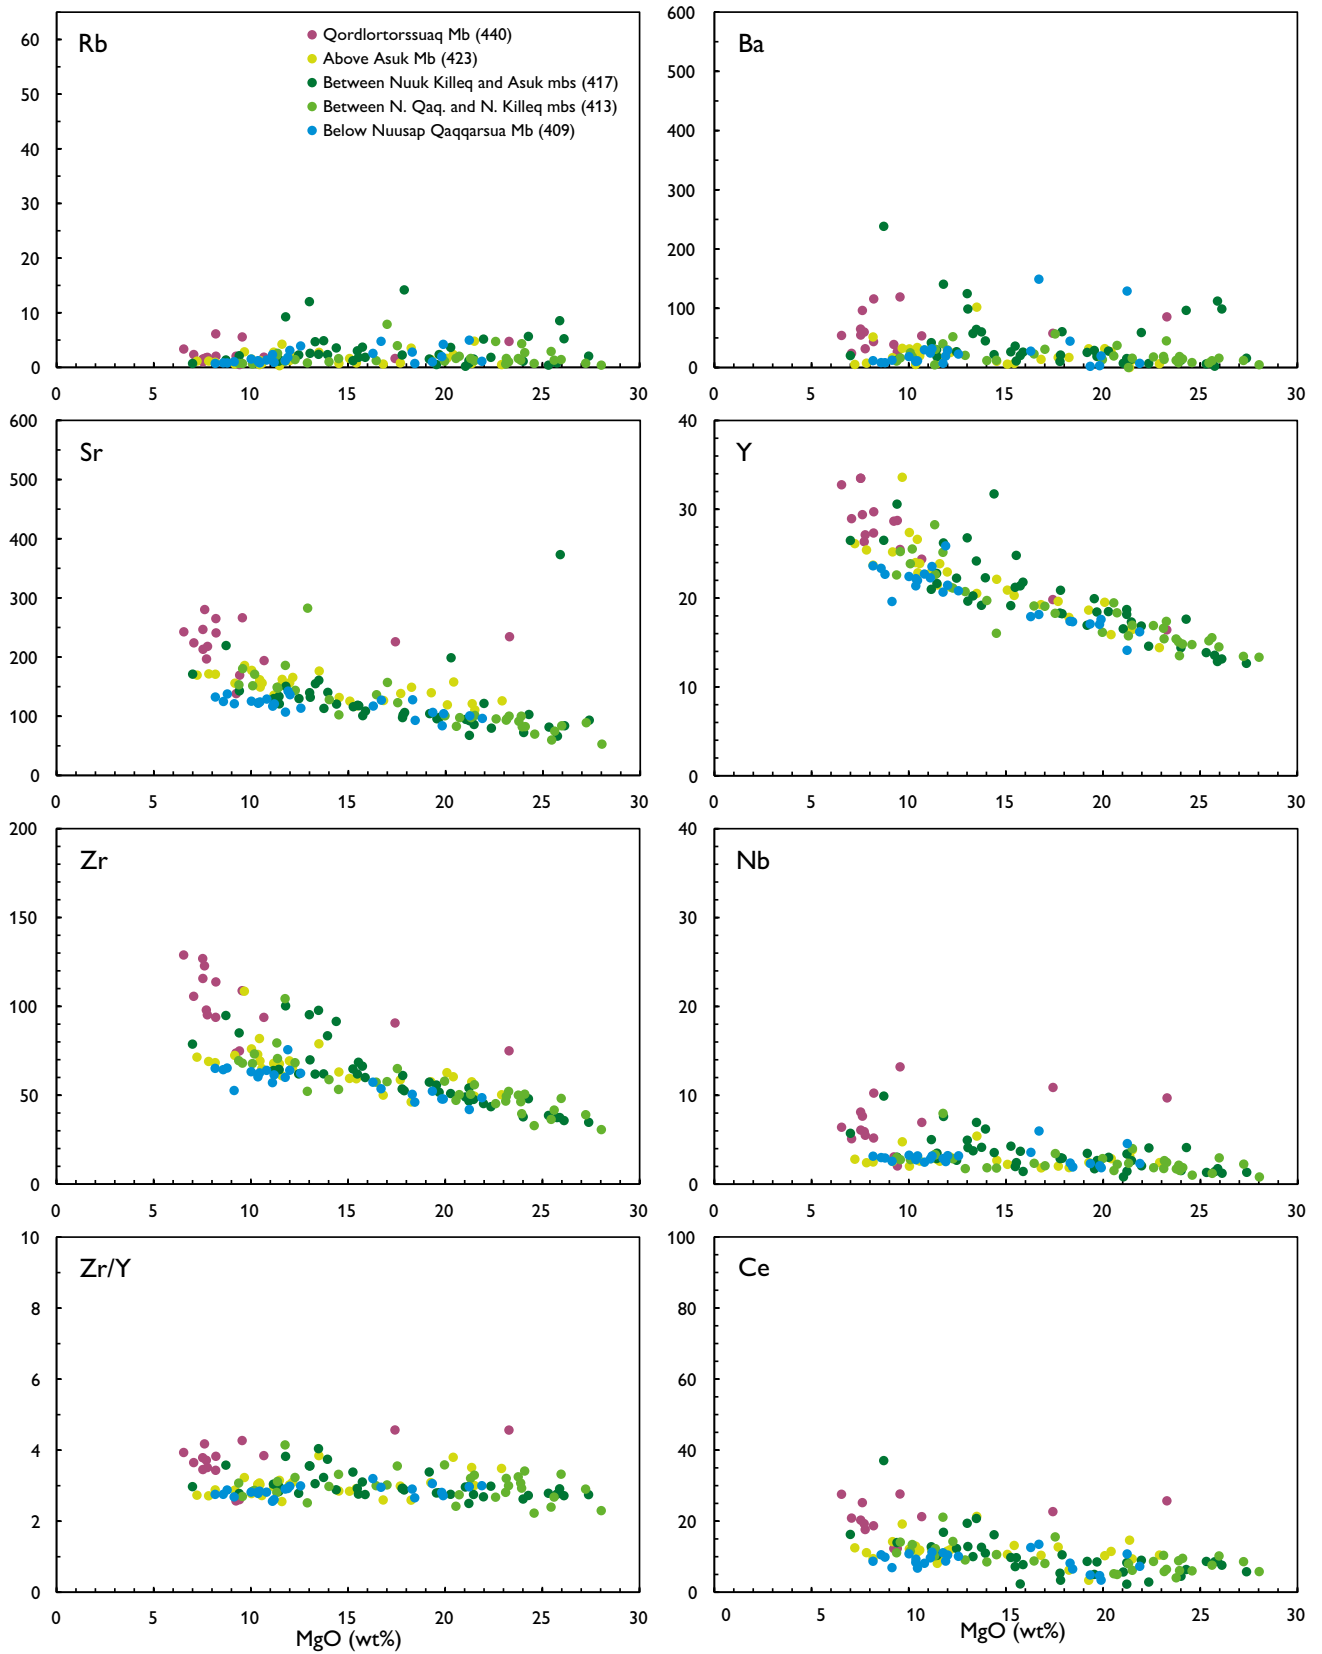 Rb
Qordlortorssuaq Mb (440)
Above Asuk Mb (423)
Between Nuuk Killeq and Asuk mbs (417)
Between N. Qaq. and N. Killeq mbs (413)
Below Nuusap Qaqqarsua Mb (409)
60
50
40
30
20
10
0
0 5 10 15 20 25 30
Ba
600
500
400
300
200
100
0
0 5 10 15 20 25 30
Sr
600
500
400
300
200
100
0
0 5 10 15 20 25 30
Y
40
30
20
10
0
0 5 10 15 20 25 30
Zr
200
150
100
50
0
0 5 10 15 20 25 30
Nb
40
30
20
10
0
0 5 10 15 20 25 30
Zr/Y
10
8
6
4
2
0
0 5 10 15 20 25 30
MgO (wt%)
Ce
100
80
60
40
20
0
0 5 10 15 20 25 30
MgO (wt%)